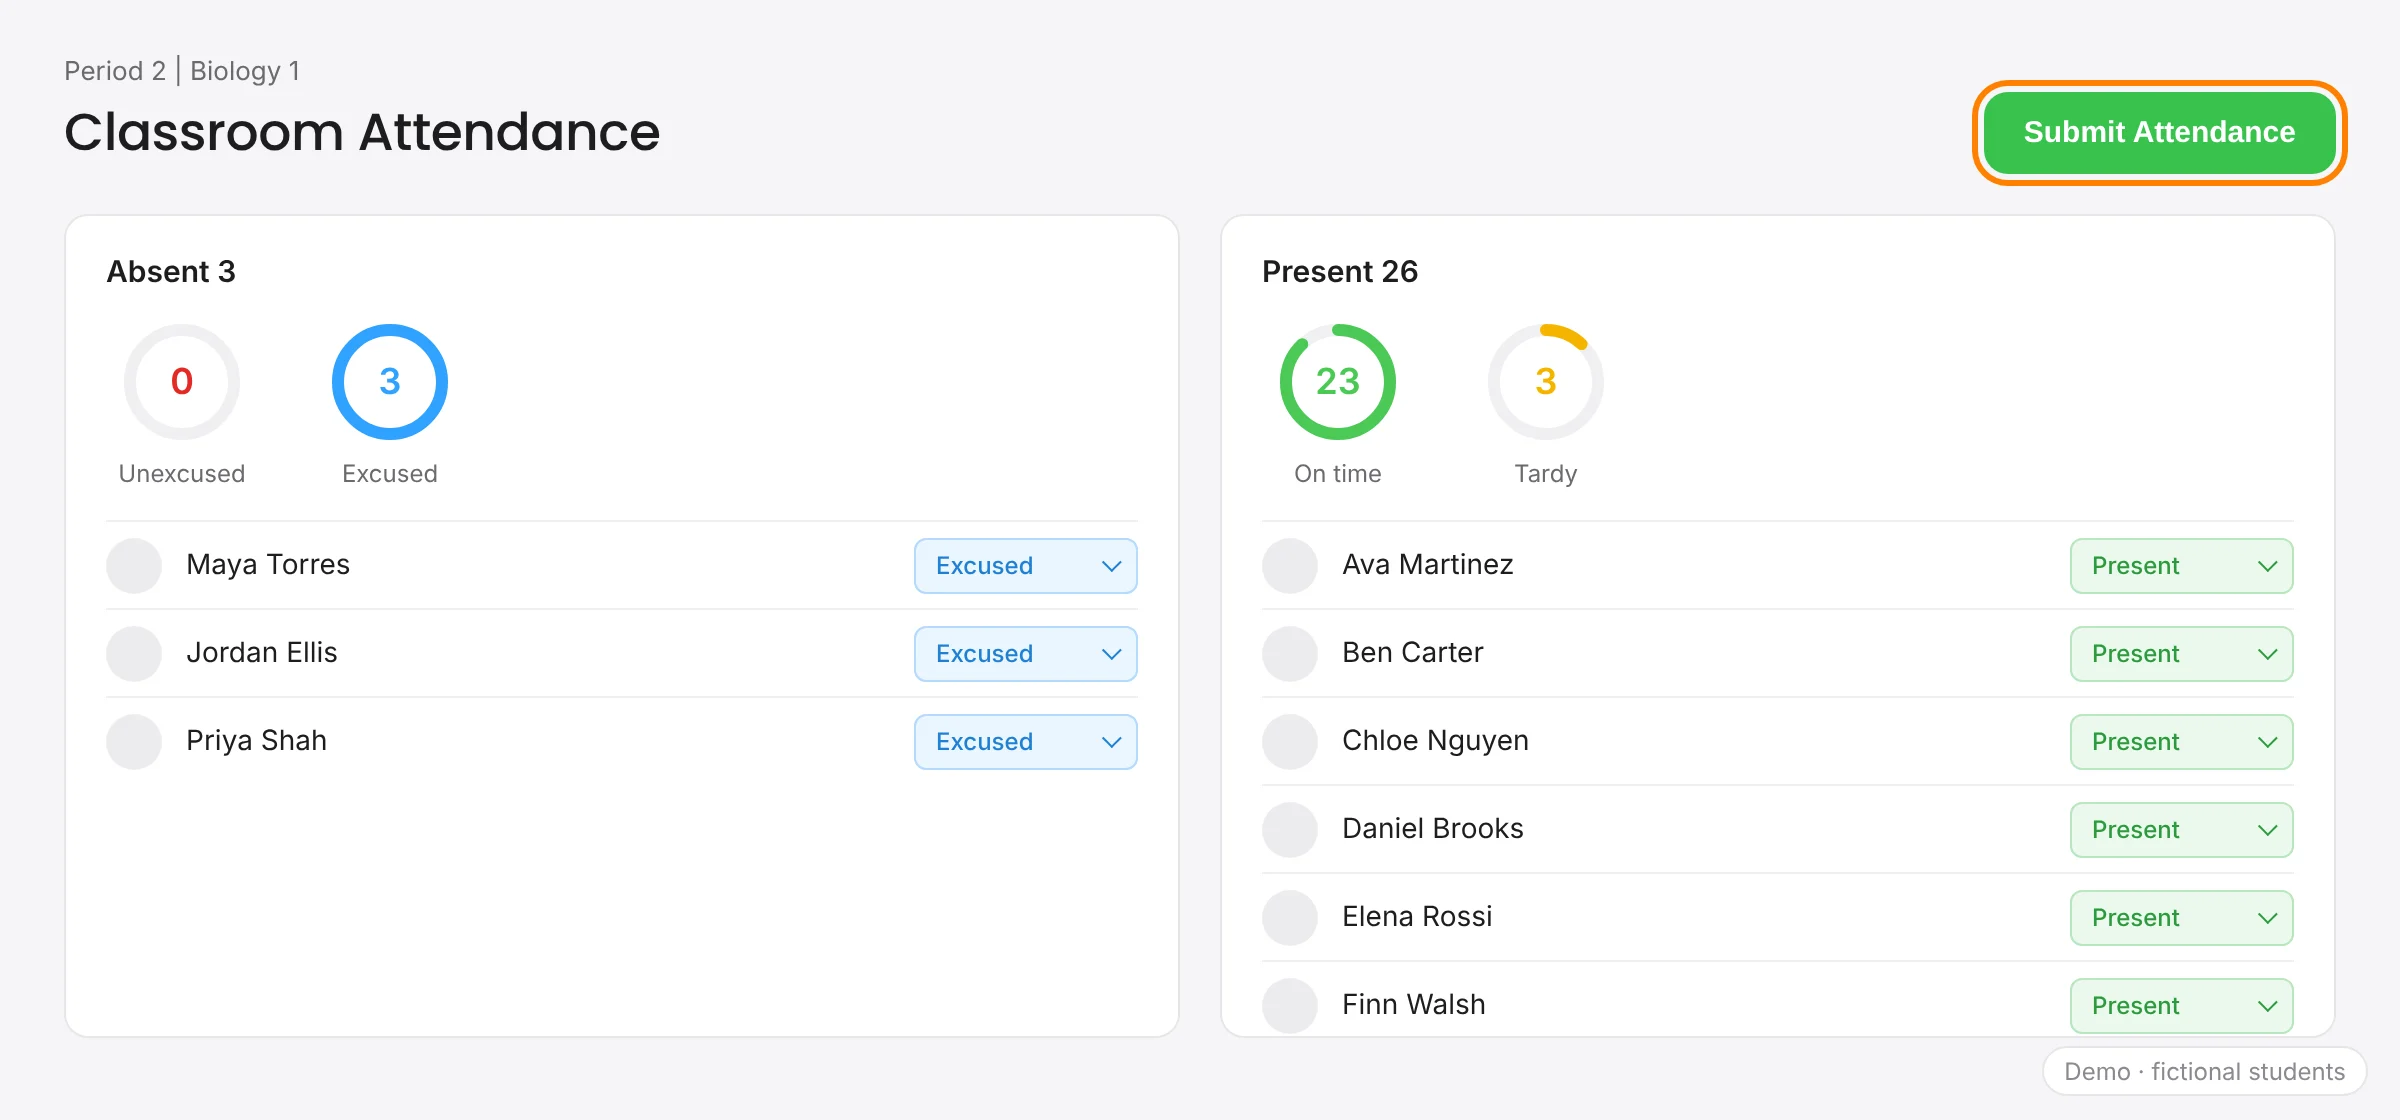 Period 2 | Biology 1
Classroom Attendance
Submit Attendance
Absent 3
0
3
Unexcused
Excused
Maya Torres
Excused
Jordan Ellis
Excused
Priya Shah
Excused
Present 26
23
3
On time
Tardy
Ava Martinez
Present
Ben Carter
Present
Chloe Nguyen
Present
Daniel Brooks
Present
Elena Rossi
Present
Finn Walsh
Present
Demo · fictional students